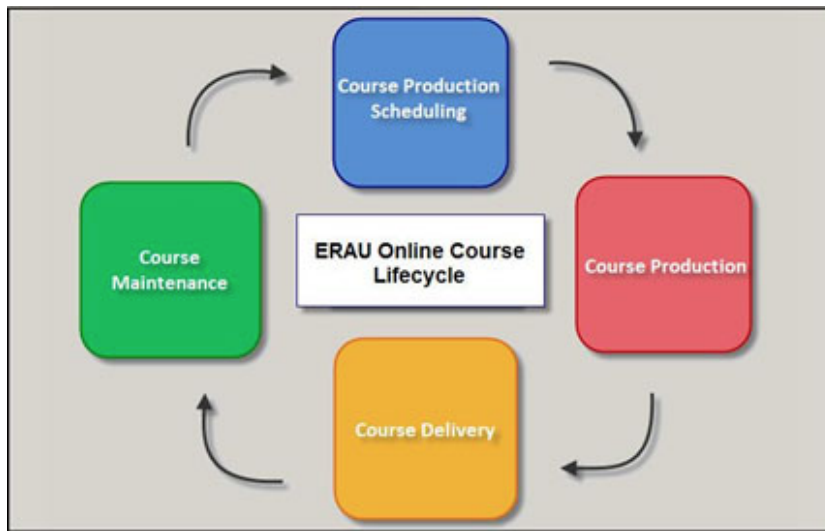 Course Production
Scheduling
Course
Maintenance
ERAU Online Course
Lifecycle
Course Production
Course Delivery